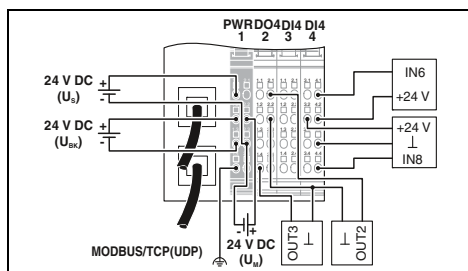 PWR DO4 DI4 DI4
1 2 3 4
24 V DC
(US)
+
-
24 V DC
(UBK)
+
-
IN6
+24 V
+24 V
⊥
IN8
- +
24 V DC
(UM)
MODBUS/TCP(UDP)
OUT3
⊥
⊥
OUT2